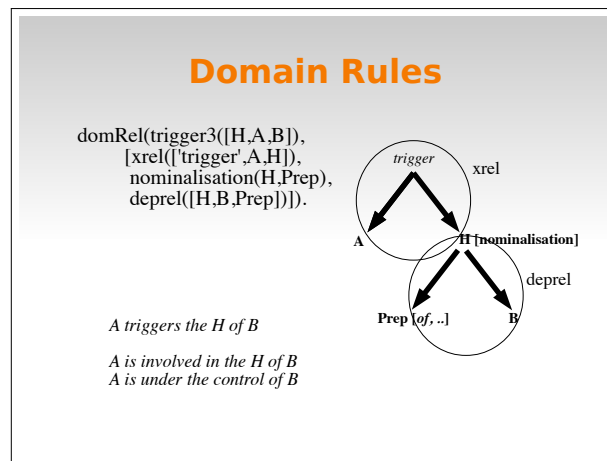 Domain Rules
domRel(trigger3([H,A,B]),
[xrel(['trigger',A,H]),
nominalisation(H,Prep),
deprel([H,B,Prep])]).
trigger
xrel
A
H [nominalisation]
deprel
Prep [of, ..]
B
A triggers the H of B
A is involved in the H of B
A is under the control of B